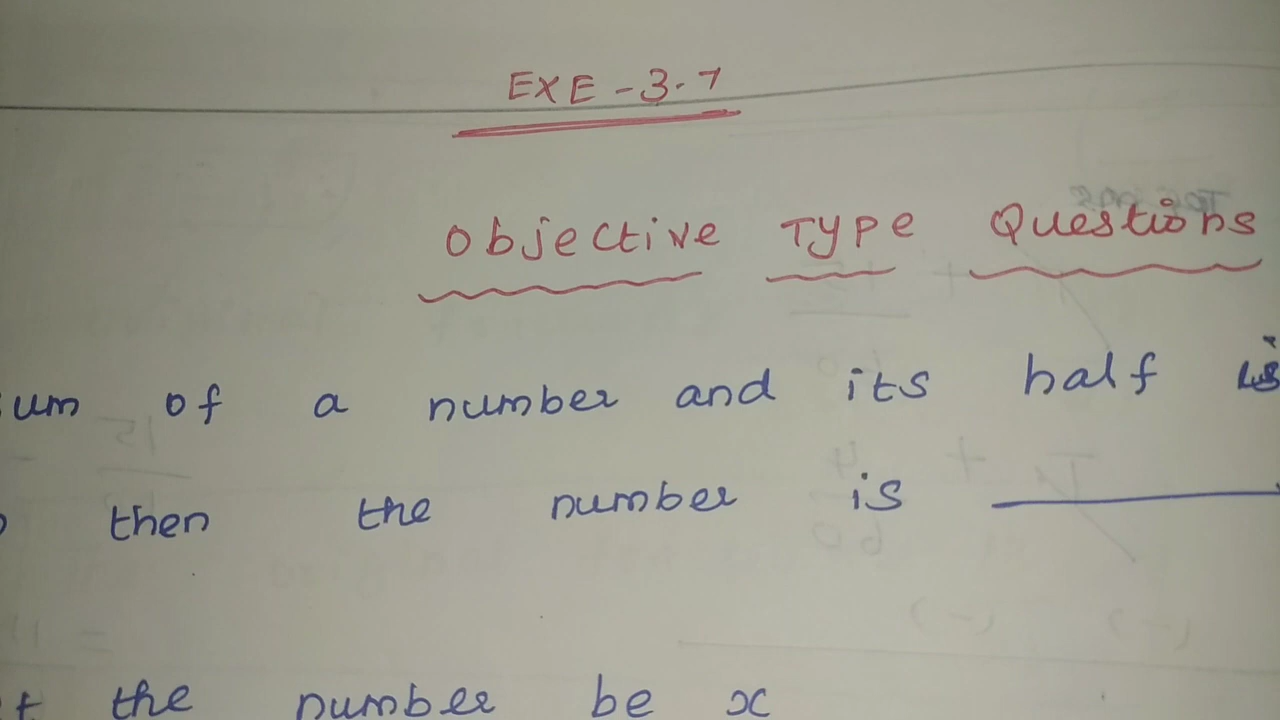 EXE-3.7
Objective Type Questions
um of a number and its half is
then the number is
the number be x